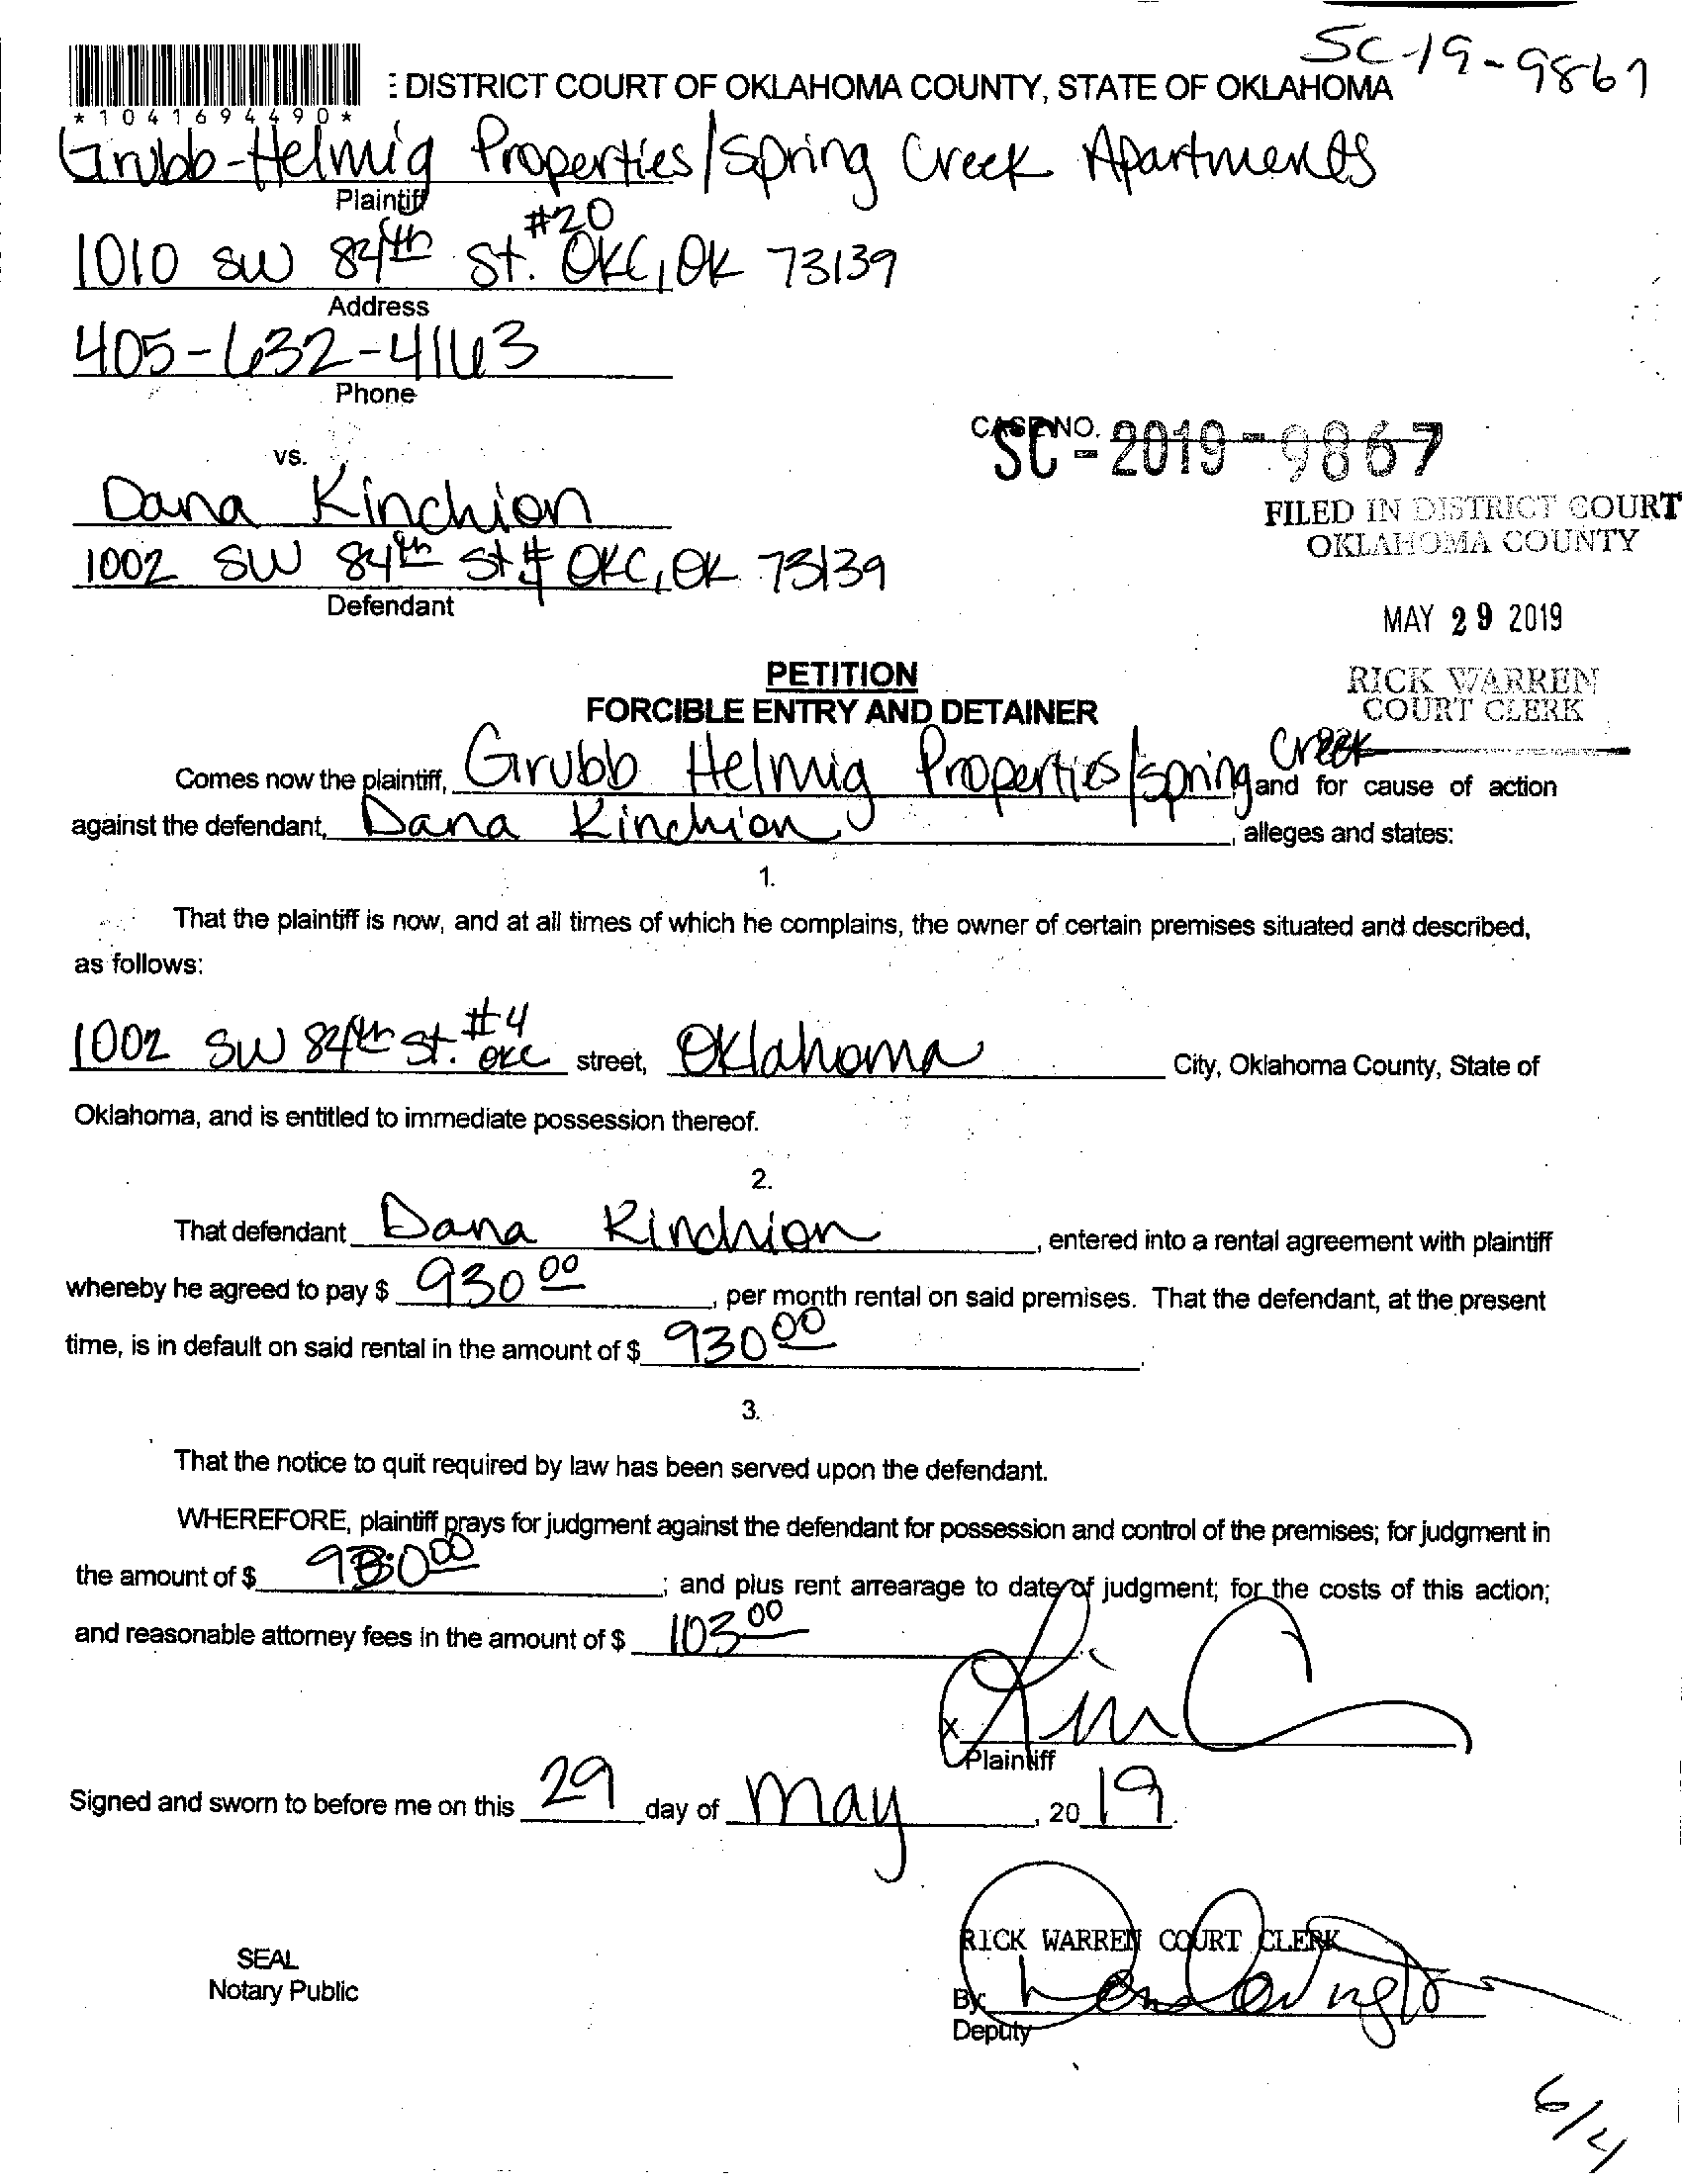 SC-19-9867
: DISTRICT COURT OF OKLAHOMA COUNTY, STATE OF OKLAHOMA
*1041694490*
Grubb-Helmig Properties/Spring Creek Apartments
Plaintiff
1010 SW 84th St. #20 OKC, OK 73139
Address
405-632-4163
Phone
CASE NO.
SC-2019-9867
vs.
Dana Kinchion
FILED IN DISTRICT COURT
OKLAHOMA COUNTY
1002 SW 84th St # OKC, OK 73139
Defendant
MAY 29 2019
PETITION
RICK WARREN
FORCIBLE ENTRY AND DETAINER
COURT CLERK
Comes now the plaintiff, Grubb Helmig Properties/Spring Creek and for cause of action
against the defendant, Dana Kinchion, alleges and states:
1.
That the plaintiff is now, and at all times of which he complains, the owner of certain premises situated and described,
as follows:
1002 SW 84th St. #4 OKC street, Oklahoma City, Oklahoma County, State of
Oklahoma, and is entitled to immediate possession thereof.
2.
That defendant Dana Kinchion, entered into a rental agreement with plaintiff
whereby he agreed to pay $ 930 00, per month rental on said premises. That the defendant, at the present
time, is in default on said rental in the amount of $ 930 00.
3.
That the notice to quit required by law has been served upon the defendant.
WHEREFORE, plaintiff prays for judgment against the defendant for possession and control of the premises; for judgment in
the amount of $ 930 00; and plus rent arrearage to date of judgment; for the costs of this action;
and reasonable attorney fees in the amount of $ 103 00
X
Plaintiff
Signed and sworn to before me on this 29 day of May, 20 19.
RICK WARREN COURT CLERK
SEAL
Notary Public
By
Deputy
6/4